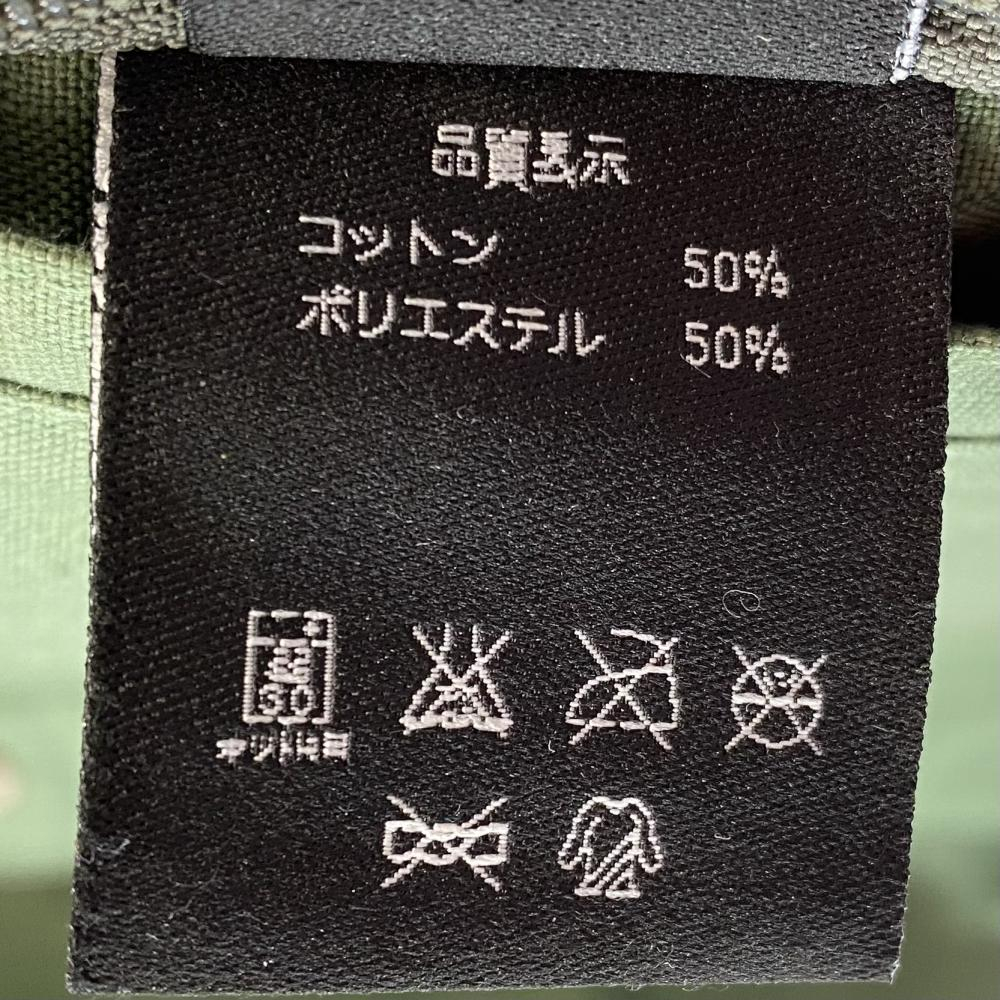 品質表示
コットン 50%
ポリエステル 50%
弱
30
ネット使用